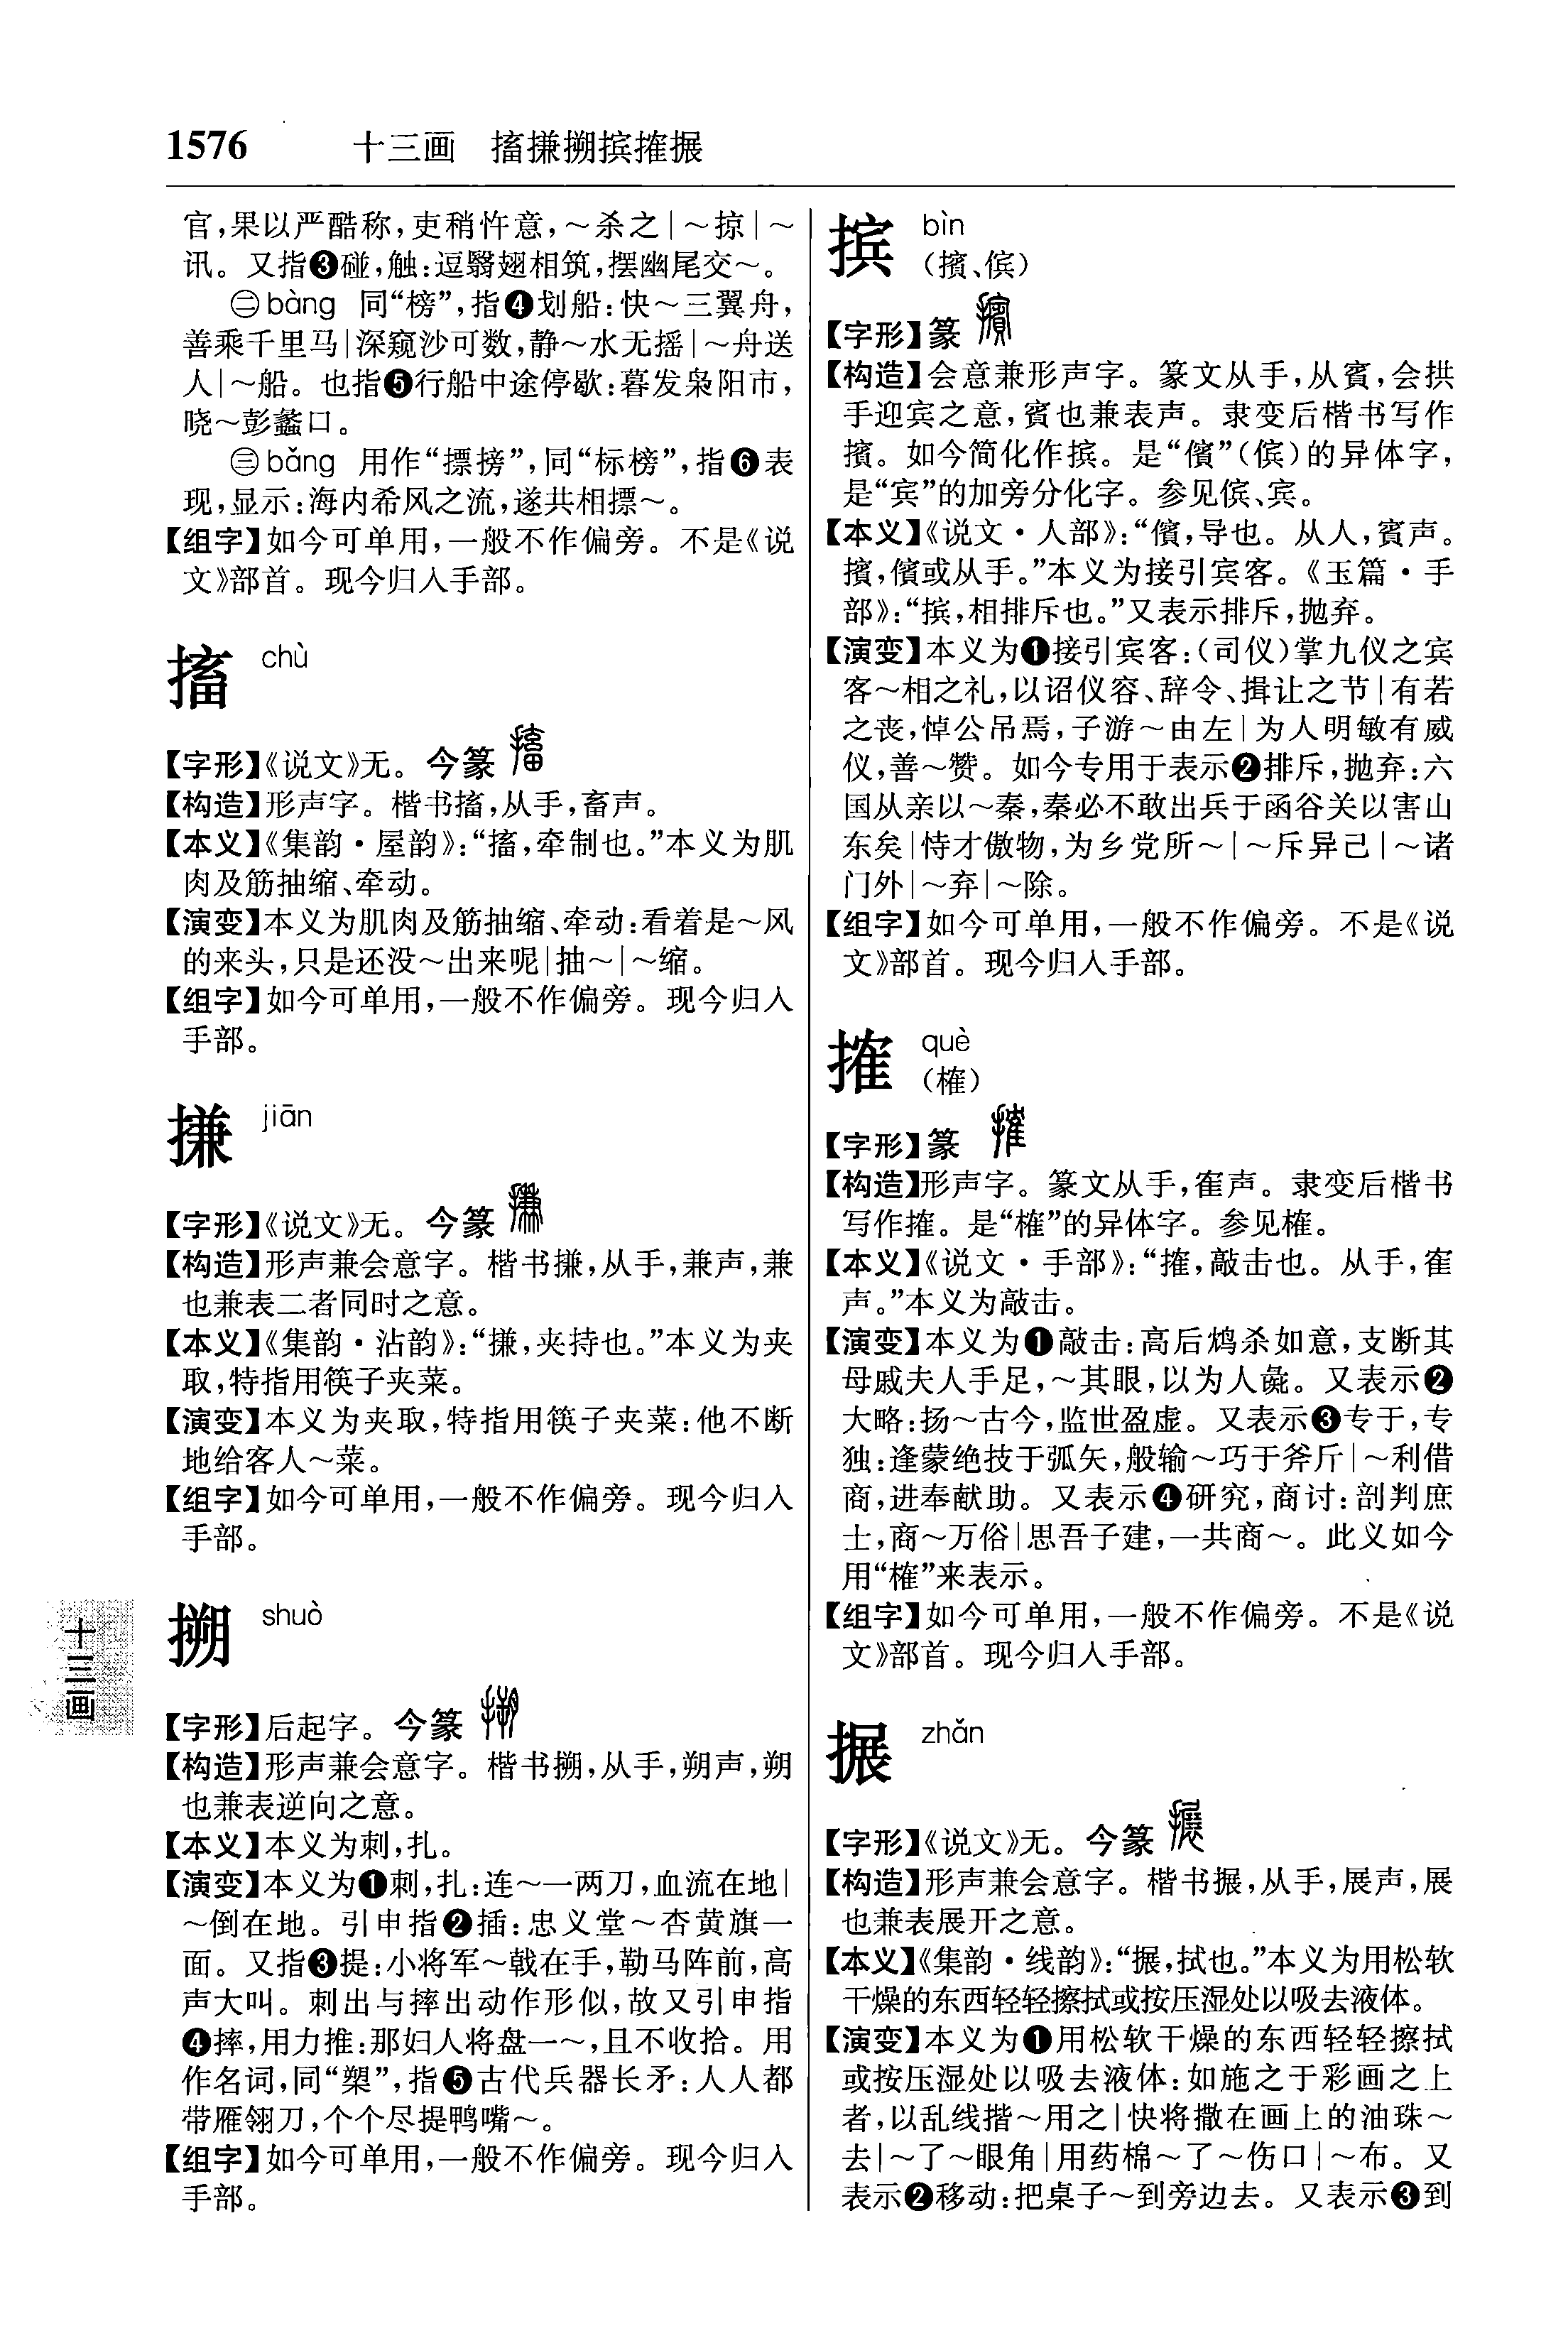 1576 十三画 搐搛搠摈搉搌
官,果以严酷称,吏稍忤意,～杀之|～掠|～
讯。又指❸碰,触:逗翳翅相筑,摆幽尾交～。
㊁bàng 同“榜”,指❹划船:快～三翼舟,
善乘千里马|深窥沙可数,静～水无摇|～舟送
人|～船。也指❺行船中途停歇:暮发枭阳市,
晓～彭蠡口。
㊂bǎng 用作“摽搒”,同“标榜”,指❻表
现,显示:海内希风之流,遂共相摽～。
【组字】如今可单用,一般不作偏旁。不是《说
文》部首。现今归入手部。
搐 chù
【字形】《说文》无。今篆
【构造】形声字。楷书搐,从手,畜声。
【本义】《集韵·屋韵》:“搐,牵制也。”本义为肌
肉及筋抽缩、牵动。
【演变】本义为肌肉及筋抽缩、牵动:看着是～风
的来头,只是还没～出来呢|抽～|～缩。
【组字】如今可单用,一般不作偏旁。现今归入
手部。
搛 jiān
【字形】《说文》无。今篆
【构造】形声兼会意字。楷书搛,从手,兼声,兼
也兼表二者同时之意。
【本义】《集韵·沾韵》:“搛,夹持也。”本义为夹
取,特指用筷子夹菜。
【演变】本义为夹取,特指用筷子夹菜:他不断
地给客人～菜。
【组字】如今可单用,一般不作偏旁。现今归入
手部。
搠 shuò
【字形】后起字。今篆
【构造】形声兼会意字。楷书搠,从手,朔声,朔
也兼表逆向之意。
【本义】本义为刺,扎。
【演变】本义为❶刺,扎:连～一两刀,血流在地|
～倒在地。引申指❷插:忠义堂～杏黄旗一
面。又指❸提:小将军～戟在手,勒马阵前,高
声大叫。刺出与摔出动作形似,故又引申指
❹摔,用力推:那妇人将盘一～,且不收拾。用
作名词,同“槊”,指❺古代兵器长矛:人人都
带雁翎刀,个个尽提鸭嘴～。
【组字】如今可单用,一般不作偏旁。现今归入
手部。
十三画
摈 bìn
(擯、傧)
【字形】篆
【构造】会意兼形声字。篆文从手,从賓,会拱
手迎宾之意,賓也兼表声。隶变后楷书写作
擯。如今简化作摈。是“儐”(傧)的异体字,
是“宾”的加旁分化字。参见傧、宾。
【本义】《说文·人部》:“儐,导也。从人,賓声。
擯,儐或从手。”本义为接引宾客。《玉篇·手
部》:“摈,相排斥也。”又表示排斥,抛弃。
【演变】本义为❶接引宾客:(司仪)掌九仪之宾
客～相之礼,以诏仪容、辞令、揖让之节|有若
之丧,悼公吊焉,子游～由左|为人明敏有威
仪,善～赞。如今专用于表示❷排斥,抛弃:六
国从亲以～秦,秦必不敢出兵于函谷关以害山
东矣|恃才傲物,为乡党所～|～斥异己|～诸
门外|～弃|～除。
【组字】如今可单用,一般不作偏旁。不是《说
文》部首。现今归入手部。
搉 què
(榷)
【字形】篆
【构造】形声字。篆文从手,隺声。隶变后楷书
写作搉。是“榷”的异体字。参见榷。
【本义】《说文·手部》:“搉,敲击也。从手,隺
声。”本义为敲击。
【演变】本义为❶敲击:高后鸩杀如意,支断其
母戚夫人手足,～其眼,以为人彘。又表示❷
大略:扬～古今,监世盈虚。又表示❸专于,专
独:逢蒙绝技于弧矢,般输～巧于斧斤|～利借
商,进奉献助。又表示❹研究,商讨:剖判庶
士,商～万俗|思吾子建,一共商～。此义如今
用“榷”来表示。
【组字】如今可单用,一般不作偏旁。不是《说
文》部首。现今归入手部。
搌 zhǎn
【字形】《说文》无。今篆
【构造】形声兼会意字。楷书搌,从手,展声,展
也兼表展开之意。
【本义】《集韵·线韵》:“搌,拭也。”本义为用松软
干燥的东西轻轻擦拭或按压湿处以吸去液体。
【演变】本义为❶用松软干燥的东西轻轻擦拭
或按压湿处以吸去液体:如施之于彩画之上
者,以乱线揩～用之|快将撒在画上的油珠～
去|～了～眼角|用药棉～了～伤口|～布。又
表示❷移动:把桌子～到旁边去。又表示❸到